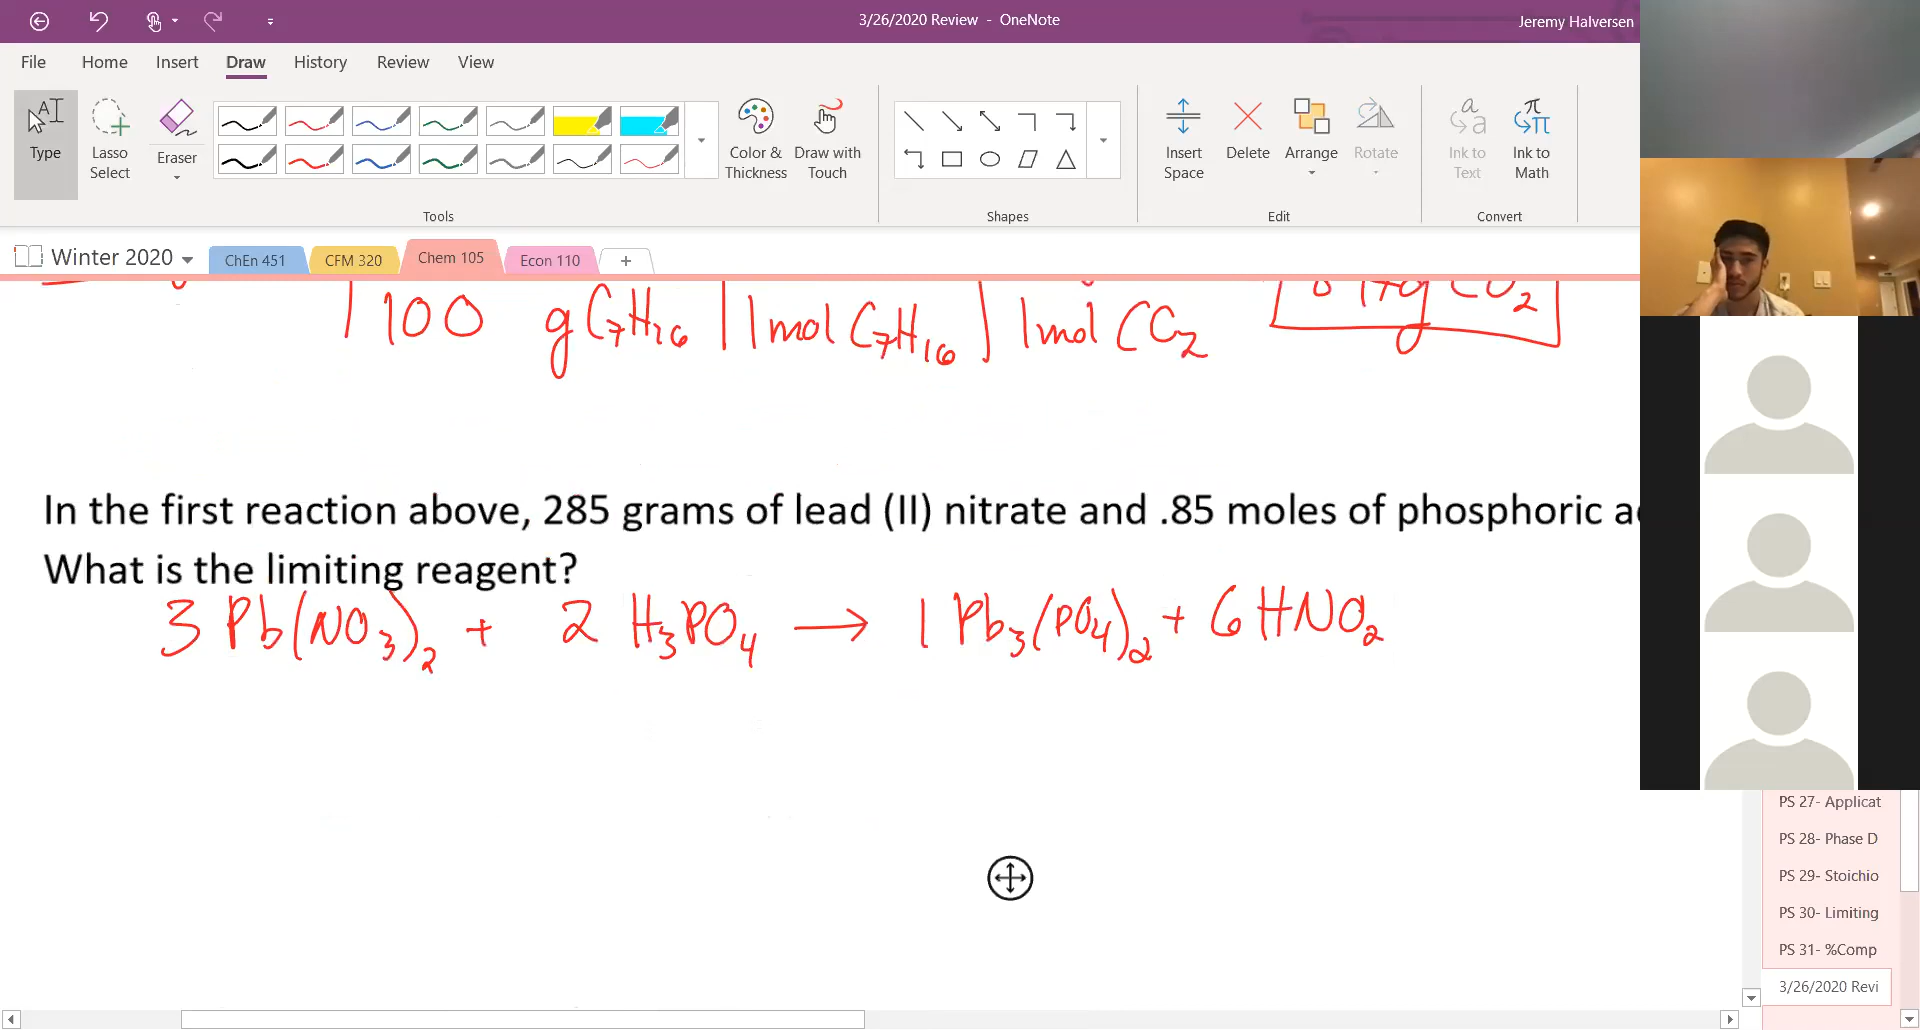 3/26/2020 Review - OneNote
Jeremy Halversen
File Home Insert Draw History Review View
Type
Lasso Select
Eraser
Color & Thickness
Draw with Touch
Insert Space
Delete
Arrange
Rotate
Ink to Text
Ink to Math
Tools
Shapes
Edit
Convert
Winter 2020
ChEn 451
CFM 320
Chem 105
Econ 110
100 g C₇H₁₆ | 1 mol C₇H₁₆ | 1 mol CO₂
g CO₂
In the first reaction above, 285 grams of lead (II) nitrate and .85 moles of phosphoric a
What is the limiting reagent?
3 Pb(NO₃)₂ + 2 H₃PO₄ → 1 Pb₃(PO₄)₂ + 6 HNO₂
PS 27- Applicat
PS 28- Phase D
PS 29- Stoichio
PS 30- Limiting
PS 31- %Comp
3/26/2020 Revi